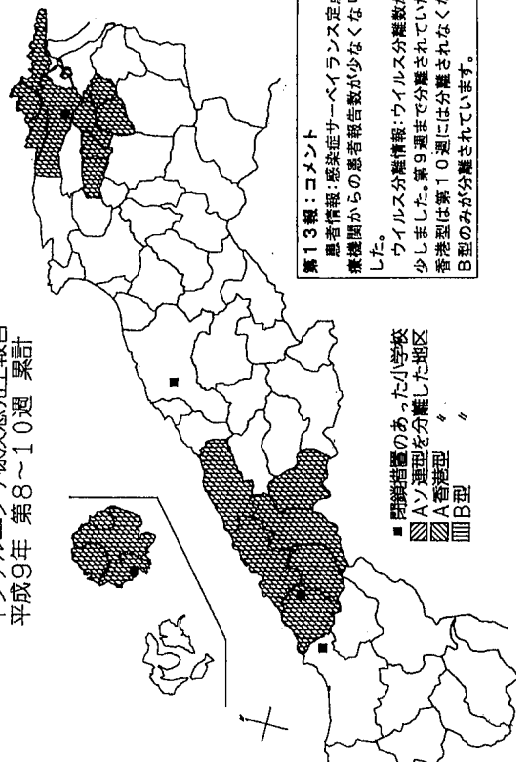 平成9年 第8~10週 累計
第13報:コメント
患者情報:感染症サーベイランス定点
療機関からの患者報告数が少なくな
した。
ウイルス分離情報:ウイルス分離数が
少しました。第9週まで分離されていた
香港型は第10週には分離されなくな
B型のみが分離されています。
■ 閉鎖措置のあった小学校
Aソ連型を分離した地区
A香港型 〃
B型 〃